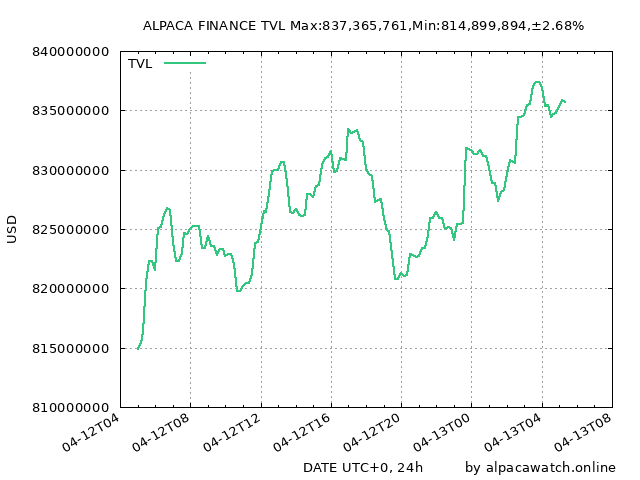 ALPACA FINANCE TVL Max:837,365,761,Min:814,899,894,±2.68%
840000000
TVL
835000000
830000000
825000000
USD
820000000
815000000
810000000
04-12T04
04-12T08
04-12T12
04-12T16
04-12T20
04-13T00
04-13T04
04-13T08
DATE UTC+0, 24h
by alpacawatch.online